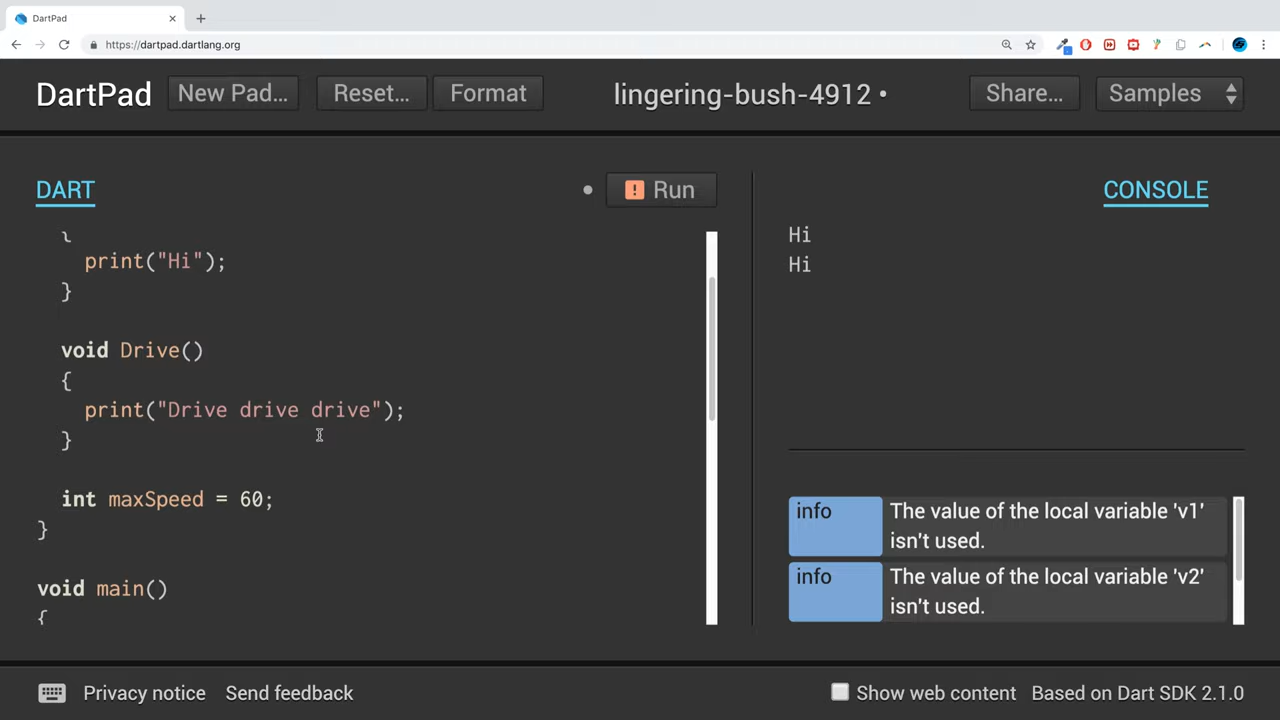 DartPad
https://dartpad.dartlang.org
DartPad New Pad... Reset... Format lingering-bush-4912 • Share... Samples
DART
! Run
CONSOLE
{
print("Hi");
}
void Drive()
{
print("Drive drive drive");
}
int maxSpeed = 60;
}
void main()
{
Hi
Hi
info The value of the local variable 'v1'
isn't used.
info The value of the local variable 'v2'
isn't used.
Privacy notice Send feedback Show web content Based on Dart SDK 2.1.0